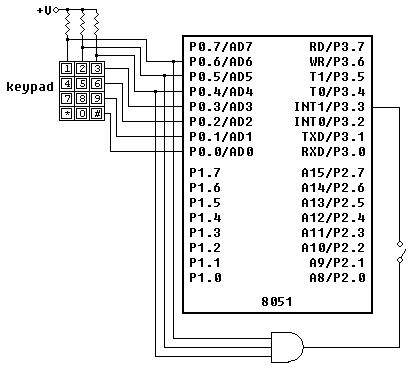 +V
P0.7/AD7 RD/P3.7
P0.6/AD6 WR/P3.6
1 2 3 P0.5/AD5 T1/P3.5
keypad 4 5 6 P0.4/AD4 T0/P3.4
7 8 9 P0.3/AD3 INT1/P3.3
* 0 # P0.2/AD2 INT0/P3.2
P0.1/AD1 TXD/P3.1
P0.0/AD0 RXD/P3.0
P1.7 A15/P2.7
P1.6 A14/P2.6
P1.5 A13/P2.5
P1.4 A12/P2.4
P1.3 A11/P2.3
P1.2 A10/P2.2
P1.1 A9/P2.1
P1.0 A8/P2.0
8051